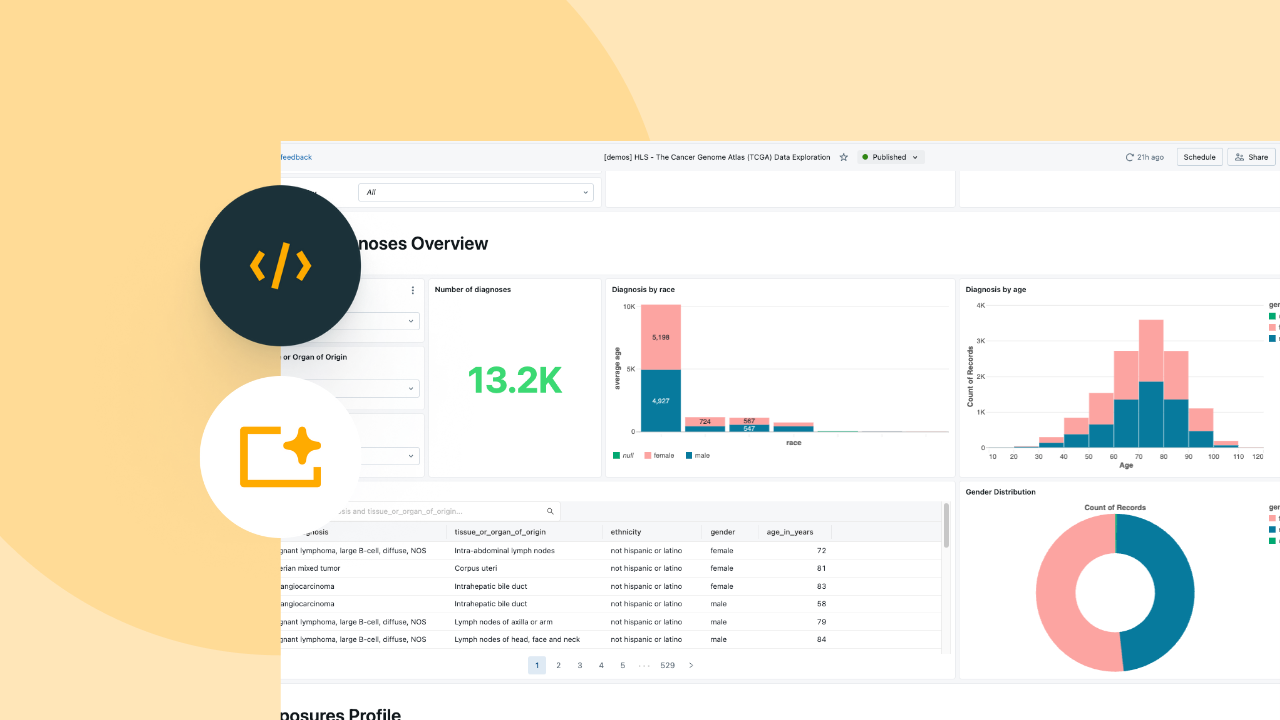 feedback
[demos] HLS - The Cancer Genome Atlas (TCGA) Data Exploration
Published
21h ago
Schedule
Share
All
noses Overview
or Organ of Origin
Number of diagnoses
13.2K
Diagnosis by race
10K
5K
0
average age
5,198
4,927
724
567
547
race
null
female
male
Diagnosis by age
4K
3K
2K
1K
0
Count of Records
10 20 30 40 50 60 70 80 90 100 110 120
Age
gen
sis and tissue_or_organ_of_origin...
gnosis tissue_or_organ_of_origin ethnicity gender age_in_years
gnant lymphoma, large B-cell, diffuse, NOS Intra-abdominal lymph nodes not hispanic or latino female 72
erian mixed tumor Corpus uteri not hispanic or latino female 81
angiocarcinoma Intrahepatic bile duct not hispanic or latino female 83
angiocarcinoma Intrahepatic bile duct not hispanic or latino male 58
gnant lymphoma, large B-cell, diffuse, NOS Lymph nodes of axilla or arm not hispanic or latino male 79
gnant lymphoma, large B-cell, diffuse, NOS Lymph nodes of head, face and neck not hispanic or latino male 84
1 2 3 4 5 ··· 529
Gender Distribution
Count of Records
gen
posures Profile